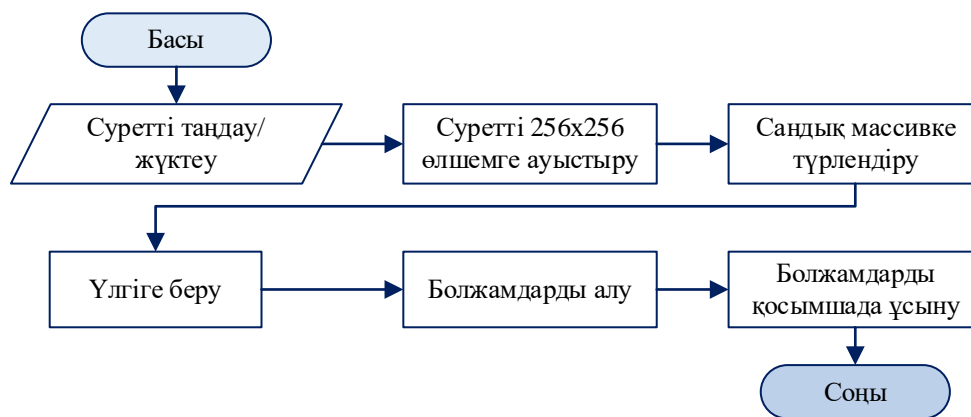 Басы
Суретті таңдау/
жүктеу
Суретті 256x256
өлшемге ауыстыру
Сандық массивке
түрлендіру
Үлгіге беру
Болжамдарды алу
Болжамдарды
қосымшада ұсыну
Соңы